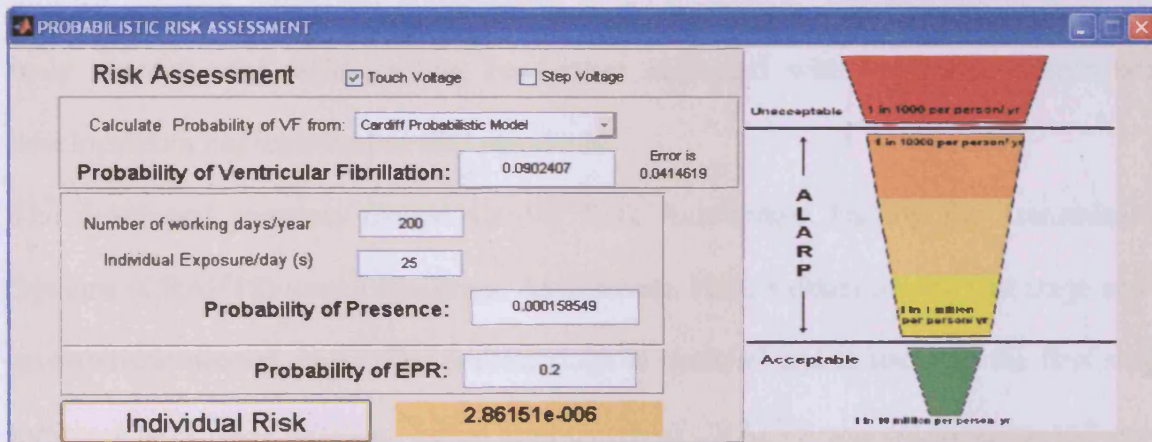 PROBABILISTIC RISK ASSESSMENT
Risk Assessment
Touch Voltage
Step Voltage
Calculate Probability of VF from: Cardiff Probabilistic Model
Probability of Ventricular Fibrillation: 0.0902407
Error is
0.0414619
Number of working days/year 200
Individual Exposure/day (s) 25
Probability of Presence: 0.000158549
Probability of EPR: 0.2
Individual Risk 2.86151e-006
Unacceptable
1 in 1000 per person/ yr
1 in 10000 per person/ yr
ALARP
1 in 1 million
per person/ yr
Acceptable
1 in 10 million per person/ yr